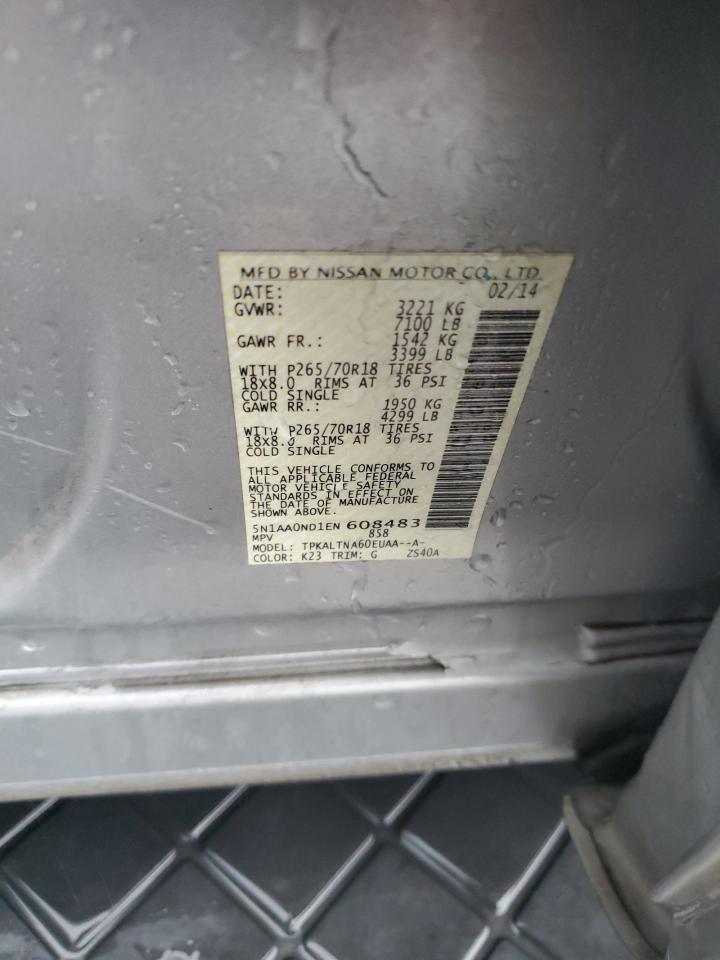 MFD BY NISSAN MOTOR CO., LTD.
DATE: 02/14
GVWR: 3221 KG
7100 LB
GAWR FR.: 1542 KG
3399 LB
WITH P265/70R18 TIRES
18x8.0 RIMS AT 36 PSI
COLD SINGLE
GAWR RR.: 1950 KG
4299 LB
WITH P265/70R18 TIRES
18x8.0 RIMS AT 36 PSI
COLD SINGLE
THIS VEHICLE CONFORMS TO
ALL APPLICABLE FEDERAL
MOTOR VEHICLE SAFETY
STANDARDS IN EFFECT ON
THE DATE OF MANUFACTURE
SHOWN ABOVE.
5N1AA0ND1EN 608483
MPV 858
MODEL: TPKALTNA60EUAA--A-
COLOR: K23 TRIM: G ZS40A